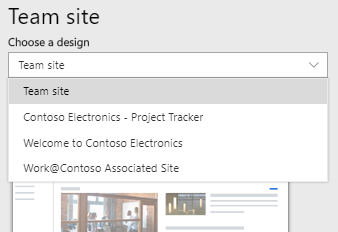 Team site
Choose a design
Team site
Team site
Contoso Electronics - Project Tracker
Welcome to Contoso Electronics
Work@Contoso Associated Site